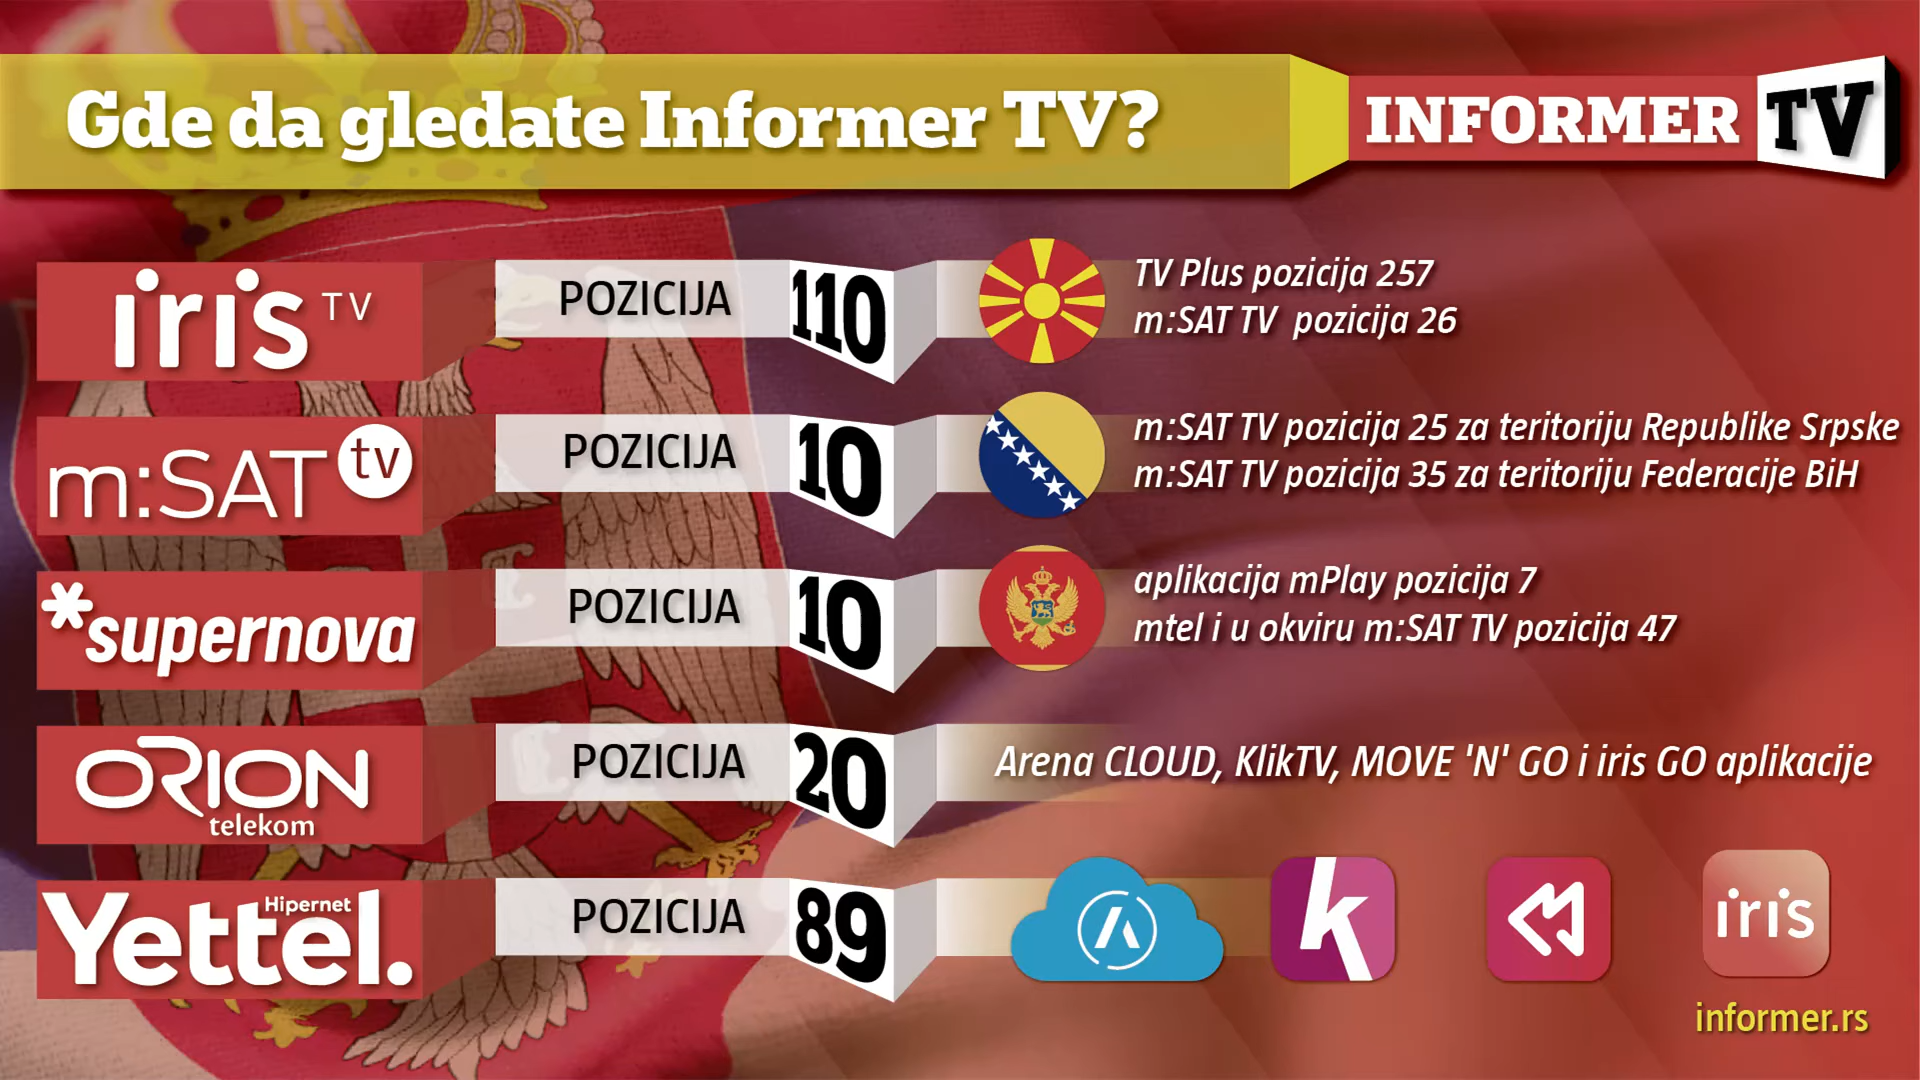 Gde da gledate Informer TV?
INFORMER TV
iris TV
POZICIJA 110
TV Plus pozicija 257
m:SAT TV pozicija 26
m:SAT tv
POZICIJA 10
m:SAT TV pozicija 25 za teritoriju Republike Srpske
m:SAT TV pozicija 35 za teritoriju Federacije BiH
*supernova
POZICIJA 10
aplikacija mPlay pozicija 7
mtel i u okviru m:SAT TV pozicija 47
ORION
telekom
POZICIJA 20
Arena CLOUD, KlikTV, MOVE 'N' GO i iris GO aplikacije
Hipernet
Yettel.
POZICIJA 89
k
iris
informer.rs